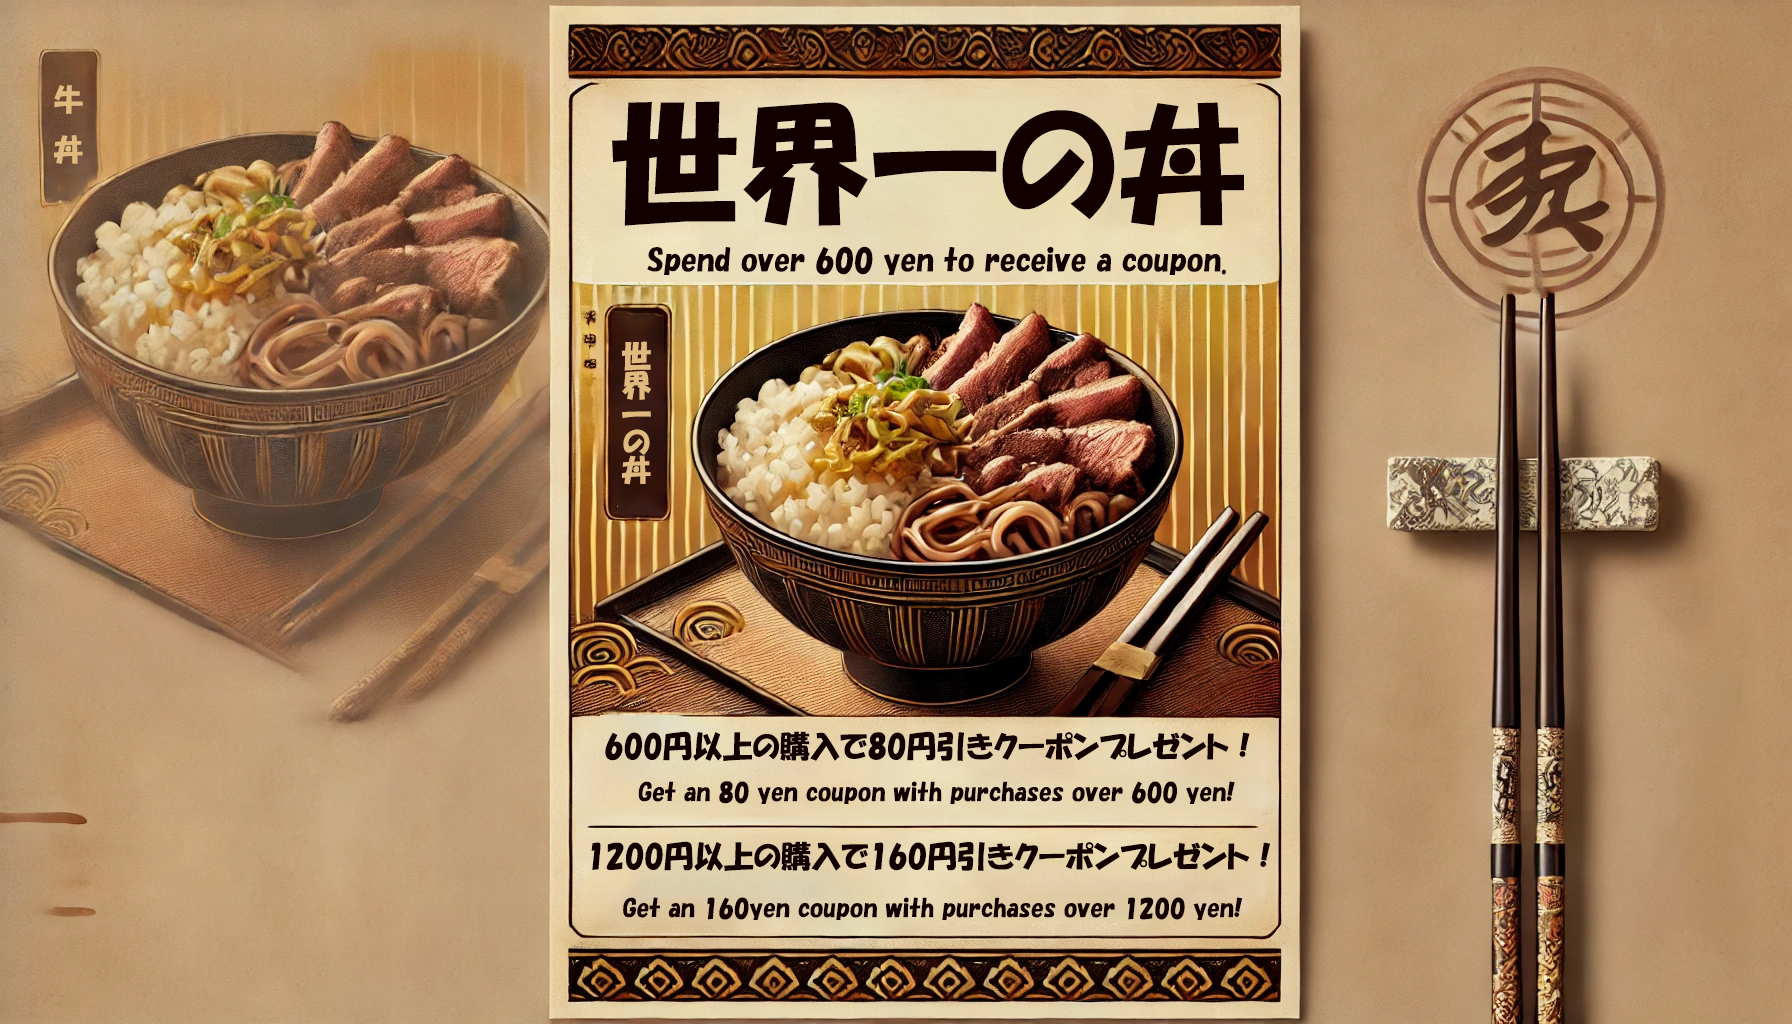 牛丼
世界一の丼
Spend over 600 yen to receive a coupon.
世界一の丼
600円以上の購入で80円引きクーポンプレゼント！
Get an 80 yen coupon with purchases over 600 yen!
1200円以上の購入で160円引きクーポンプレゼント！
Get an 160yen coupon with purchases over 1200 yen!